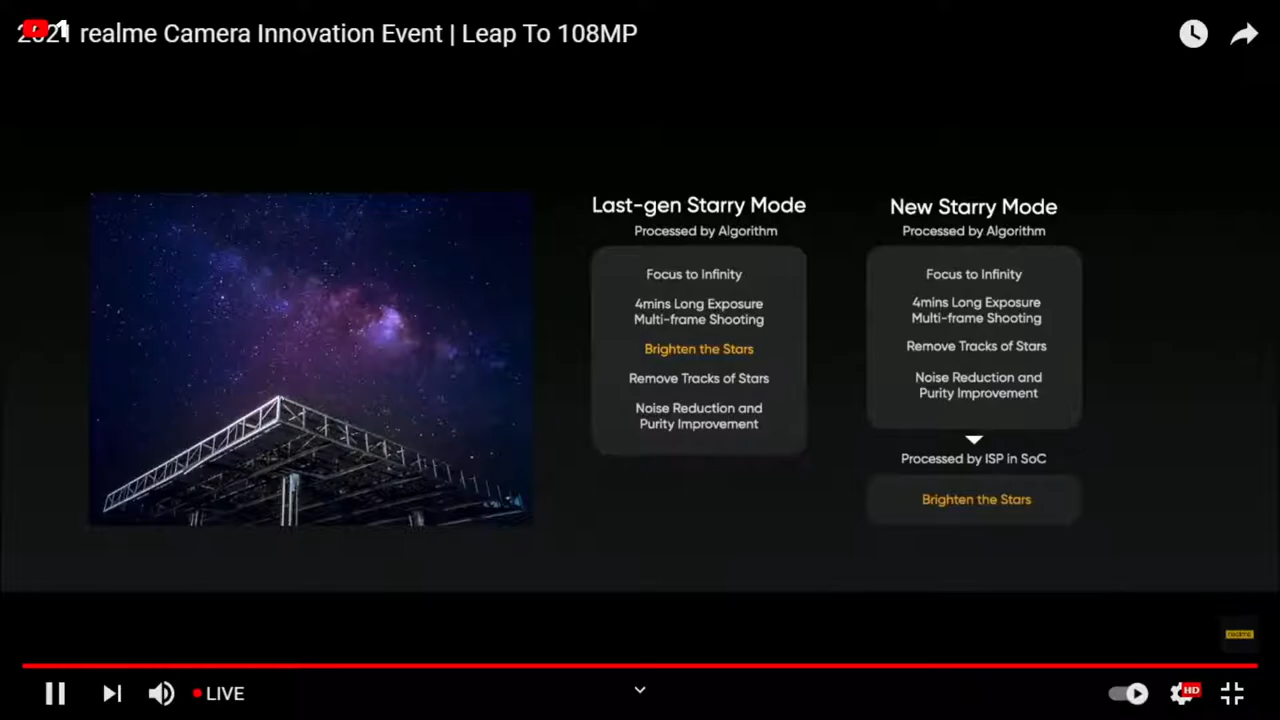 2021 realme Camera Innovation Event | Leap To 108MP
Last-gen Starry Mode
Processed by Algorithm
Focus to Infinity
4mins Long Exposure
Multi-frame Shooting
Brighten the Stars
Remove Tracks of Stars
Noise Reduction and
Purity Improvement
New Starry Mode
Processed by Algorithm
Focus to Infinity
4mins Long Exposure
Multi-frame Shooting
Remove Tracks of Stars
Noise Reduction and
Purity Improvement
Processed by ISP in SoC
Brighten the Stars
realme
LIVE
HD